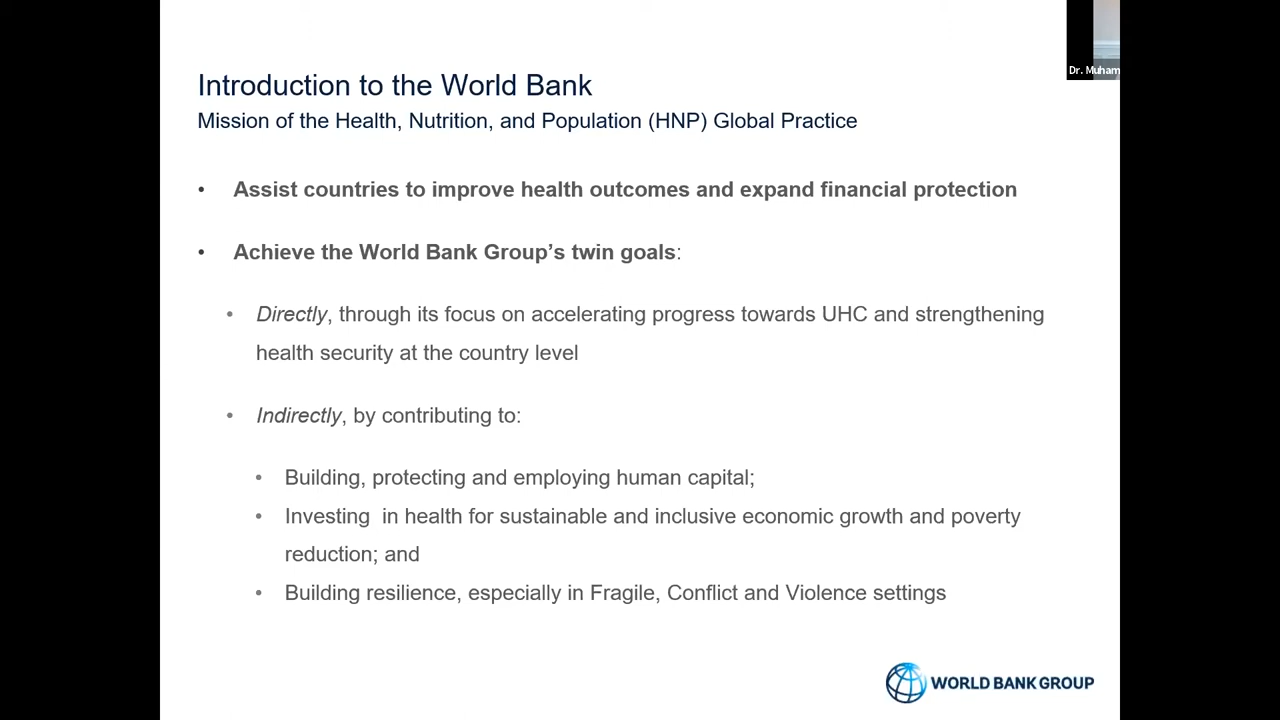 Dr. Muham
Introduction to the World Bank
Mission of the Health, Nutrition, and Population (HNP) Global Practice
• Assist countries to improve health outcomes and expand financial protection
• Achieve the World Bank Group’s twin goals:
• Directly, through its focus on accelerating progress towards UHC and strengthening
health security at the country level
• Indirectly, by contributing to:
• Building, protecting and employing human capital;
• Investing  in health for sustainable and inclusive economic growth and poverty
reduction; and
• Building resilience, especially in Fragile, Conflict and Violence settings
WORLD BANK GROUP